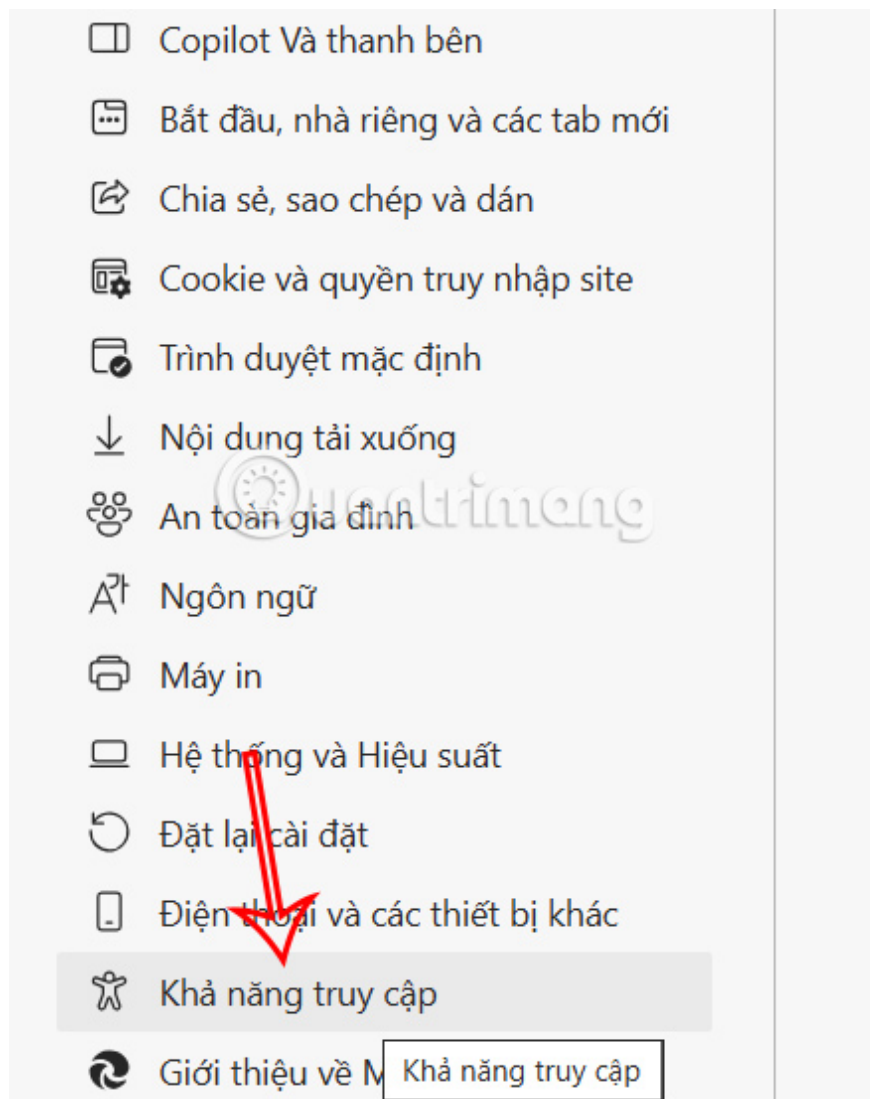 Copilot Và thanh bên
Bắt đầu, nhà riêng và các tab mới
Chia sẻ, sao chép và dán
Cookie và quyền truy nhập site
Trình duyệt mặc định
Nội dung tải xuống
Quantrimang
An toàn gia đình
Ngôn ngữ
Máy in
Hệ thống và Hiệu suất
Đặt lại cài đặt
Điện thoại và các thiết bị khác
Khả năng truy cập
Giới thiệu về M
Khả năng truy cập